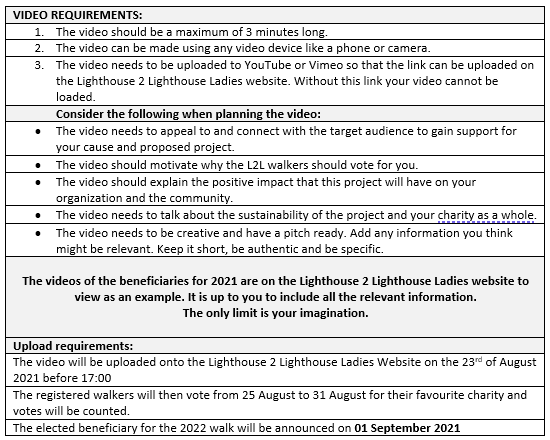 VIDEO REQUIREMENTS:
1. The video should be a maximum of 3 minutes long.
2. The video can be made using any video device like a phone or camera.
3. The video needs to be uploaded to YouTube or Vimeo so that the link can be uploaded on
the Lighthouse 2 Lighthouse Ladies website. Without this link your video cannot be
loaded.
Consider the following when planning the video:
• The video needs to appeal to and connect with the target audience to gain support for
your cause and proposed project.
• The video should motivate why the L2L walkers should vote for you.
• The video should explain the positive impact that this project will have on your
organization and the community.
• The video needs to talk about the sustainability of the project and your charity as a whole.
• The video needs to be creative and have a pitch ready. Add any information you think
might be relevant. Keep it short, be authentic and be specific.
The videos of the beneficiaries for 2021 are on the Lighthouse 2 Lighthouse Ladies website to
view as an example. It is up to you to include all the relevant information.
The only limit is your imagination.
Upload requirements:
The video will be uploaded onto the Lighthouse 2 Lighthouse Ladies Website on the 23rd of August
2021 before 17:00
The registered walkers will then vote from 25 August to 31 August for their favourite charity and
votes will be counted.
The elected beneficiary for the 2022 walk will be announced on 01 September 2021